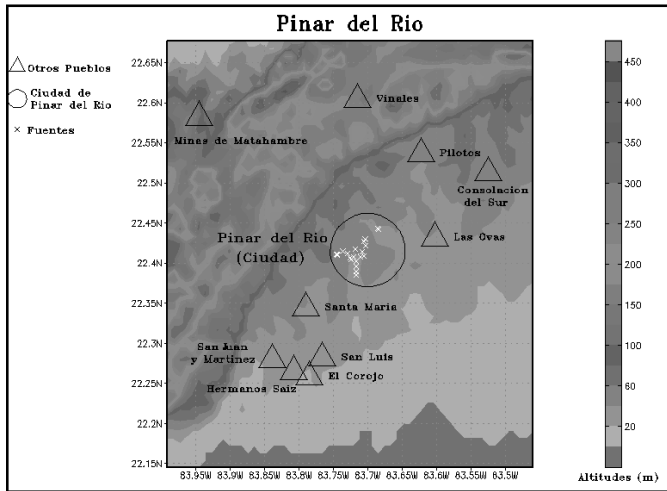 Pinar del Rio
Otros Pueblos
Ciudad de
Pinar del Rio
Fuentes
22.65N
22.6N
22.55N
22.5N
22.45N
22.4N
22.35N
22.3N
22.25N
22.2N
22.15N
Vinales
Minas de Matahambre
Pilotos
Consolacion
del Sur
Las Ovas
Pinar del Rio
(Ciudad)
Santa Maria
San Juan
y Martinez
San Luis
El Corojo
Hermanos Saiz
83.95W 83.9W 83.85W 83.8W 83.75W 83.7W 83.65W 83.6W 83.55W 83.5W
450
400
350
300
250
200
150
100
60
20
Altitudes (m)